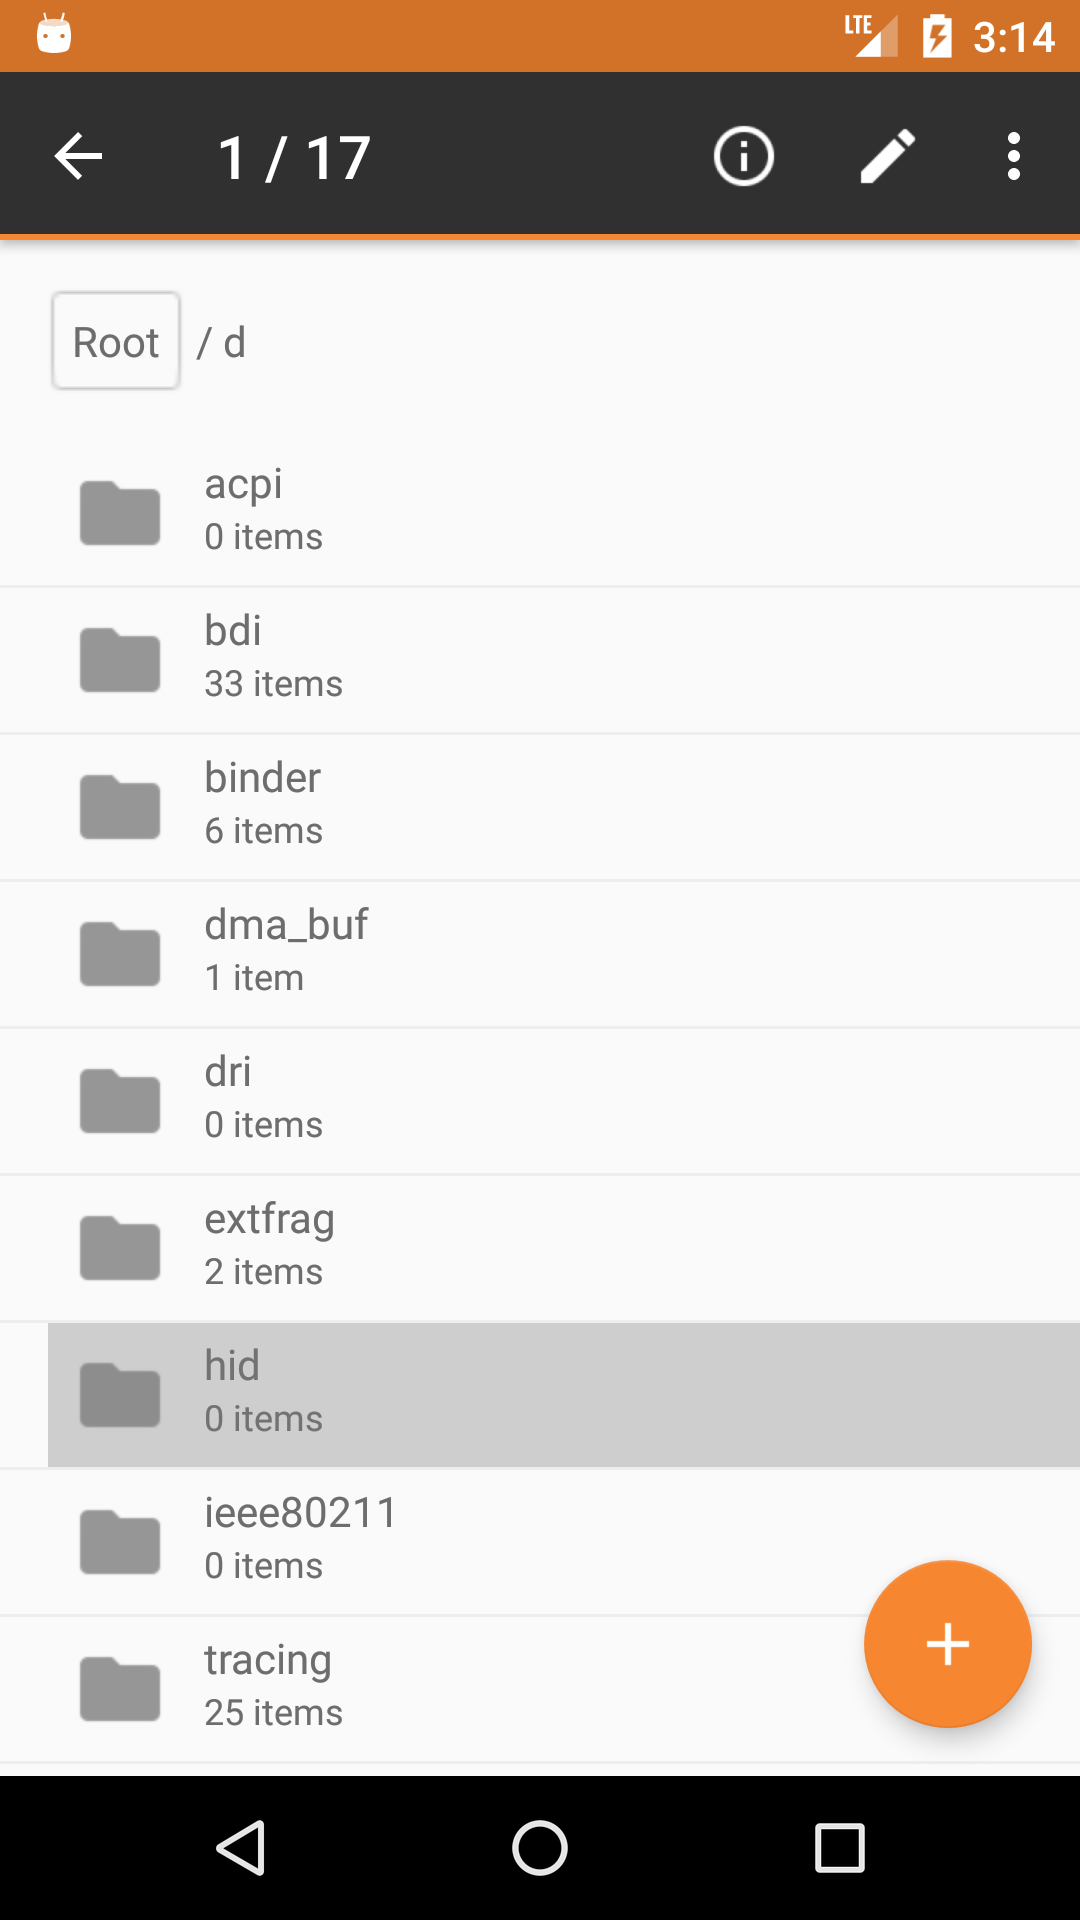 LTE 3:14
1 / 17
Root / d
acpi
0 items
bdi
33 items
binder
6 items
dma_buf
1 item
dri
0 items
extfrag
2 items
hid
0 items
ieee80211
0 items
tracing
25 items